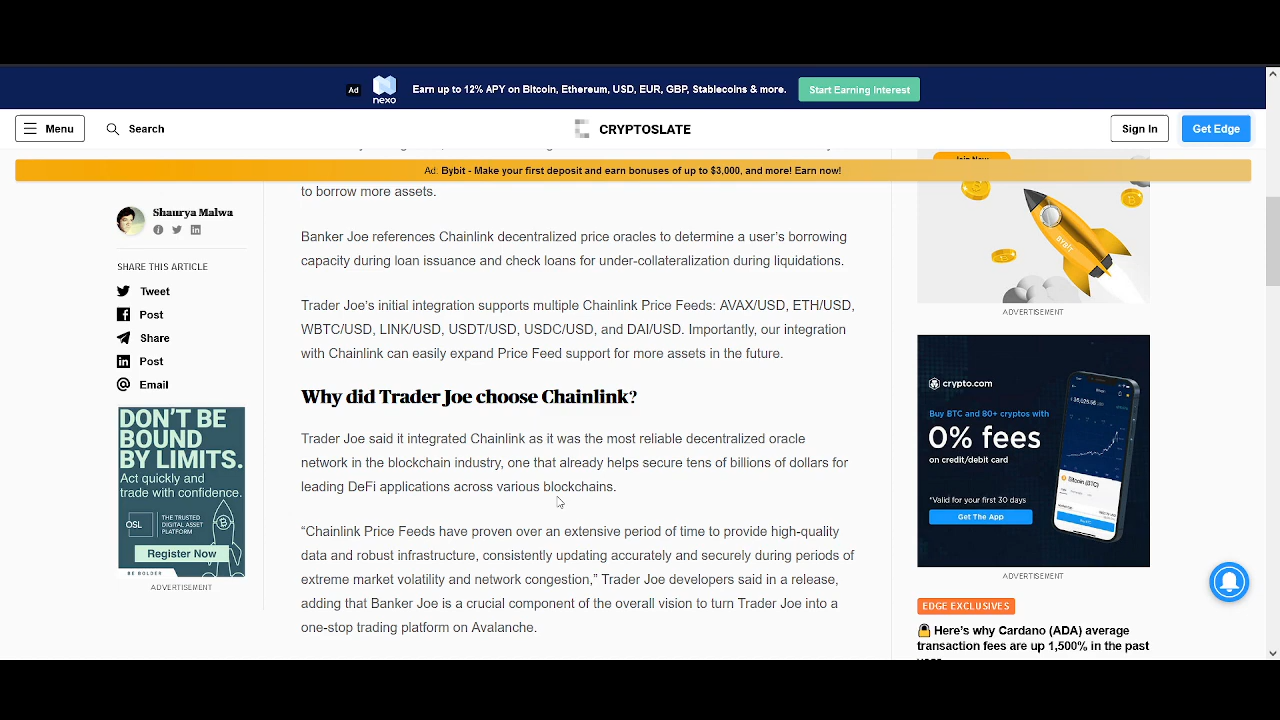 Ad
nexo
Earn up to 12% APY on Bitcoin, Ethereum, USD, EUR, GBP, Stablecoins & more.
Start Earning Interest
Menu
Search
CRYPTOSLATE
Sign In
Get Edge
Ad: Bybit - Make your first deposit and earn bonuses of up to $3,000, and more! Earn now!
to borrow more assets.
Shaurya Malwa
SHARE THIS ARTICLE
Tweet
Post
Share
Post
Email
DON'T BE
BOUND
BY LIMITS.
Act quickly and
trade with confidence.
OSL
THE TRUSTED
DIGITAL ASSET
PLATFORM
Register Now
BE BOLDER
ADVERTISEMENT
Banker Joe references Chainlink decentralized price oracles to determine a user's borrowing
capacity during loan issuance and check loans for under-collateralization during liquidations.
Trader Joe's initial integration supports multiple Chainlink Price Feeds: AVAX/USD, ETH/USD,
WBTC/USD, LINK/USD, USDT/USD, USDC/USD, and DAI/USD. Importantly, our integration
with Chainlink can easily expand Price Feed support for more assets in the future.
Why did Trader Joe choose Chainlink?
Trader Joe said it integrated Chainlink as it was the most reliable decentralized oracle
network in the blockchain industry, one that already helps secure tens of billions of dollars for
leading DeFi applications across various blockchains.
“Chainlink Price Feeds have proven over an extensive period of time to provide high-quality
data and robust infrastructure, consistently updating accurately and securely during periods of
extreme market volatility and network congestion,” Trader Joe developers said in a release,
adding that Banker Joe is a crucial component of the overall vision to turn Trader Joe into a
one-stop trading platform on Avalanche.
Join Now
BYBIT
ADVERTISEMENT
crypto.com
Buy BTC and 80+ cryptos with
0% fees
on credit/debit card
*Valid for your first 30 days
Get The App
Bitcoin (BTC)
ADVERTISEMENT
EDGE EXCLUSIVES
Here's why Cardano (ADA) average
transaction fees are up 1,500% in the past